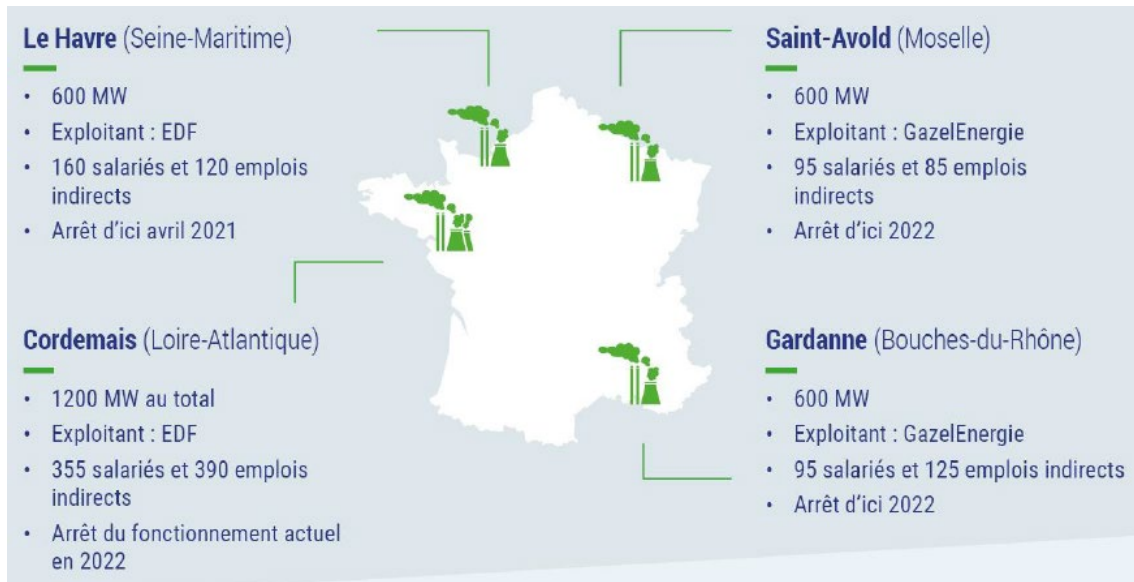 Le Havre (Seine-Maritime)
• 600 MW
• Exploitant : EDF
• 160 salariés et 120 emplois
indirects
• Arrêt d'ici avril 2021
Saint-Avold (Moselle)
• 600 MW
• Exploitant : GazelEnergie
• 95 salariés et 85 emplois
indirects
• Arrêt d'ici 2022
Cordemais (Loire-Atlantique)
• 1200 MW au total
• Exploitant : EDF
• 355 salariés et 390 emplois
indirects
• Arrêt du fonctionnement actuel
en 2022
Gardanne (Bouches-du-Rhône)
• 600 MW
• Exploitant : GazelEnergie
• 95 salariés et 125 emplois indirects
• Arrêt d'ici 2022